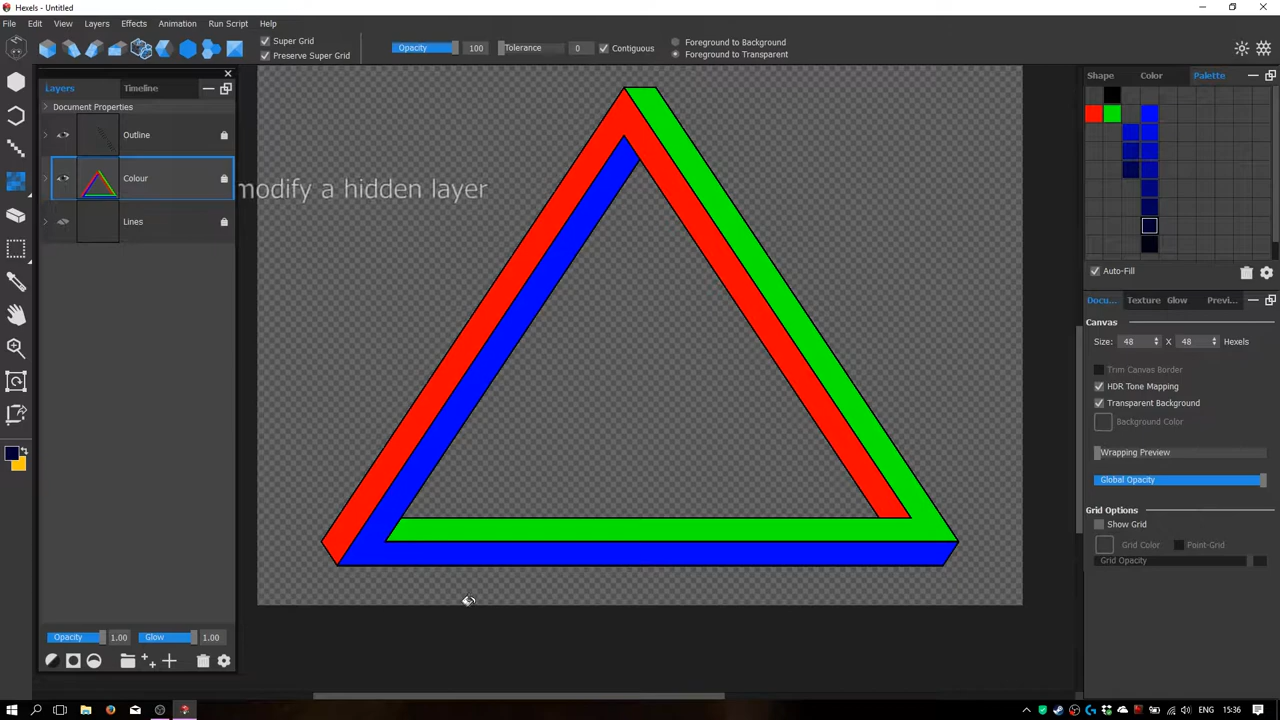 Hexels - Untitled
File Edit View Layers Effects Animation Run Script Help
Super Grid
Preserve Super Grid
Opacity 100
Tolerance 0
Contiguous
Foreground to Background
Foreground to Transparent
Layers Timeline
Document Properties
Outline
Colour
Lines
Opacity 1.00 Glow 1.00
modify a hidden layer
Shape Color Palette
Auto-Fill
Docu... Texture Glow Previ...
Canvas
Size: 48 X 48 Hexels
Trim Canvas Border
HDR Tone Mapping
Transparent Background
Background Color
Wrapping Preview
Global Opacity
Grid Options
Show Grid
Grid Color Point-Grid
Grid Opacity
ENG 15:36